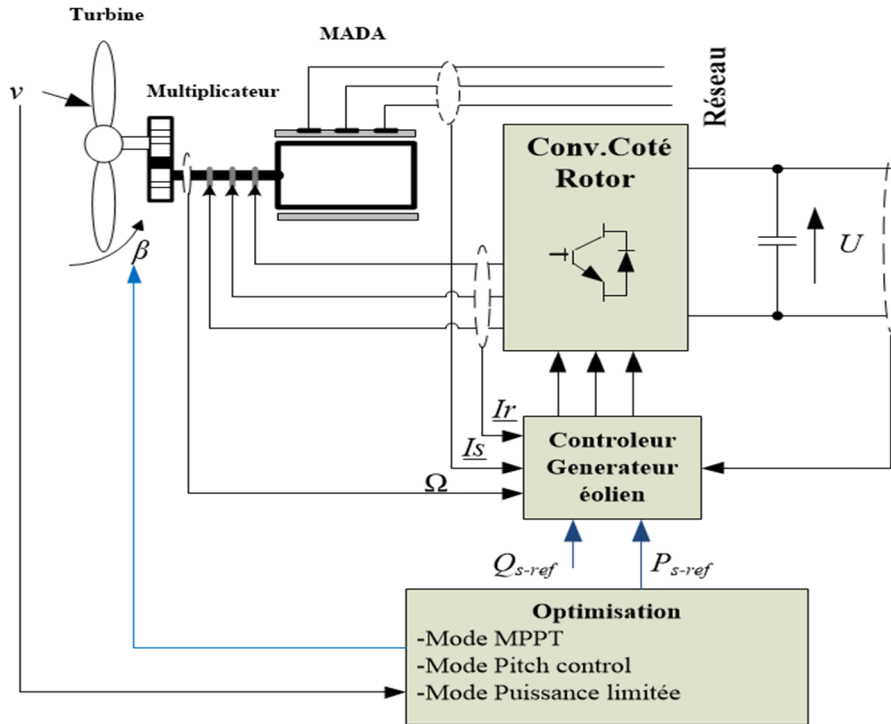 Turbine
MADA
v
Multiplicateur
Réseau
Conv.Coté
Rotor
β
U
Ir
Is
Ω
Controleur
Generateur
éolien
Qs-ref
Ps-ref
Optimisation
-Mode MPPT
-Mode Pitch control
-Mode Puissance limitée